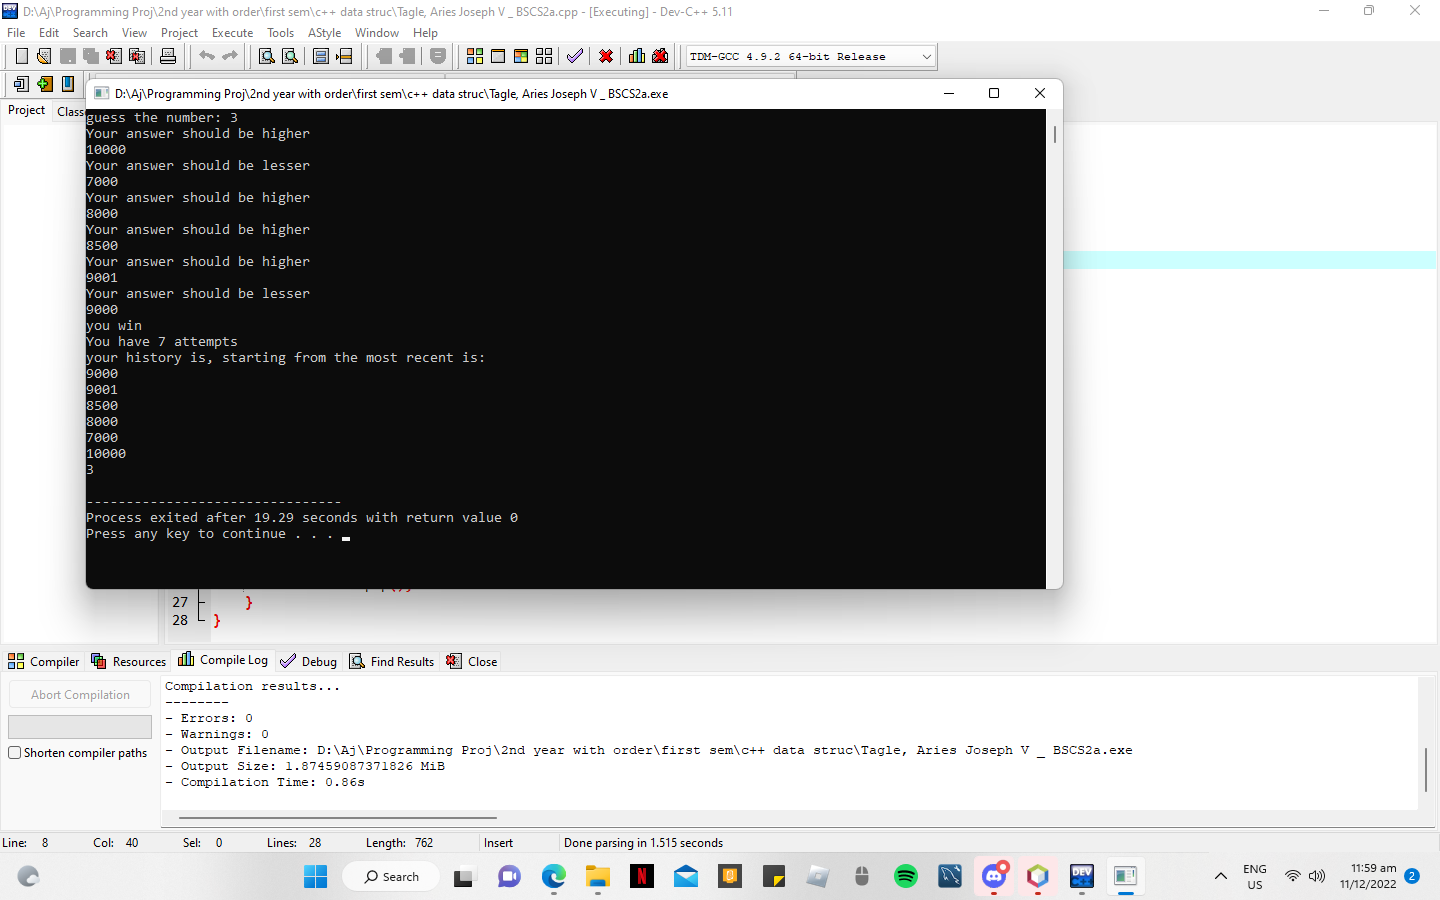 D:\Aj\Programming Proj\2nd year with order\first sem\c++ data struc\Tagle, Aries Joseph V _ BSCS2a.cpp - [Executing] - Dev-C++ 5.11
File Edit Search View Project Execute Tools AStyle Window Help
TDM-GCC 4.9.2 64-bit Release
Project Class
D:\Aj\Programming Proj\2nd year with order\first sem\c++ data struc\Tagle, Aries Joseph V _ BSCS2a.exe
guess the number: 3
Your answer should be higher
10000
Your answer should be lesser
7000
Your answer should be higher
8000
Your answer should be higher
8500
Your answer should be higher
9001
Your answer should be lesser
9000
you win
You have 7 attempts
your history is, starting from the most recent is:
9000
9001
8500
8000
7000
10000
3
--------------------------------
Process exited after 19.29 seconds with return value 0
Press any key to continue . . .
27 }
28 }
Compiler Resources Compile Log Debug Find Results Close
Abort Compilation
Shorten compiler paths
Compilation results...
--------
- Errors: 0
- Warnings: 0
- Output Filename: D:\Aj\Programming Proj\2nd year with order\first sem\c++ data struc\Tagle, Aries Joseph V _ BSCS2a.exe
- Output Size: 1.87459087371826 MiB
- Compilation Time: 0.86s
Line: 8 Col: 40 Sel: 0 Lines: 28 Length: 762 Insert Done parsing in 1.515 seconds
Search
DEV
ENG
US
11:59 am
11/12/2022
2